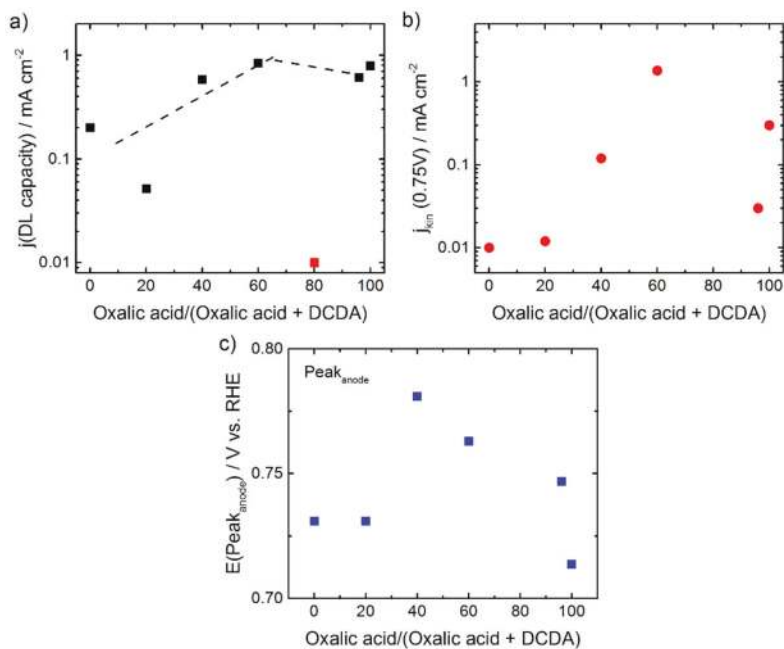 a)
j(DL capacity) / mA cm⁻²
1
0.1
0.01
0 20 40 60 80 100
Oxalic acid/(Oxalic acid + DCDA)
b)
jₖᵢₙ (0.75V) / mA cm⁻²
1
0.1
0.01
0 20 40 60 80 100
Oxalic acid/(Oxalic acid + DCDA)
c)
E(Peak_anode) / V vs. RHE
Peak_anode
0.80
0.75
0.70
0 20 40 60 80 100
Oxalic acid/(Oxalic acid + DCDA)